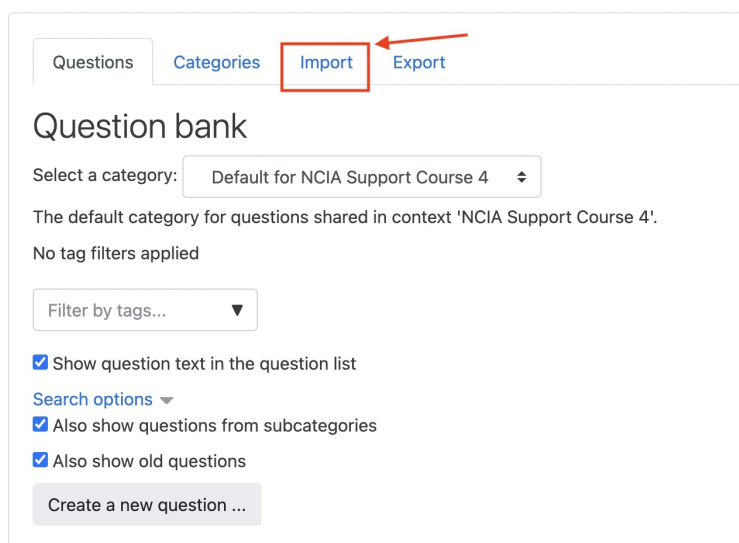 Questions Categories Import Export
Question bank
Select a category: Default for NCIA Support Course 4
The default category for questions shared in context 'NCIA Support Course 4'.
No tag filters applied
Filter by tags...
Show question text in the question list
Search options
Also show questions from subcategories
Also show old questions
Create a new question ...